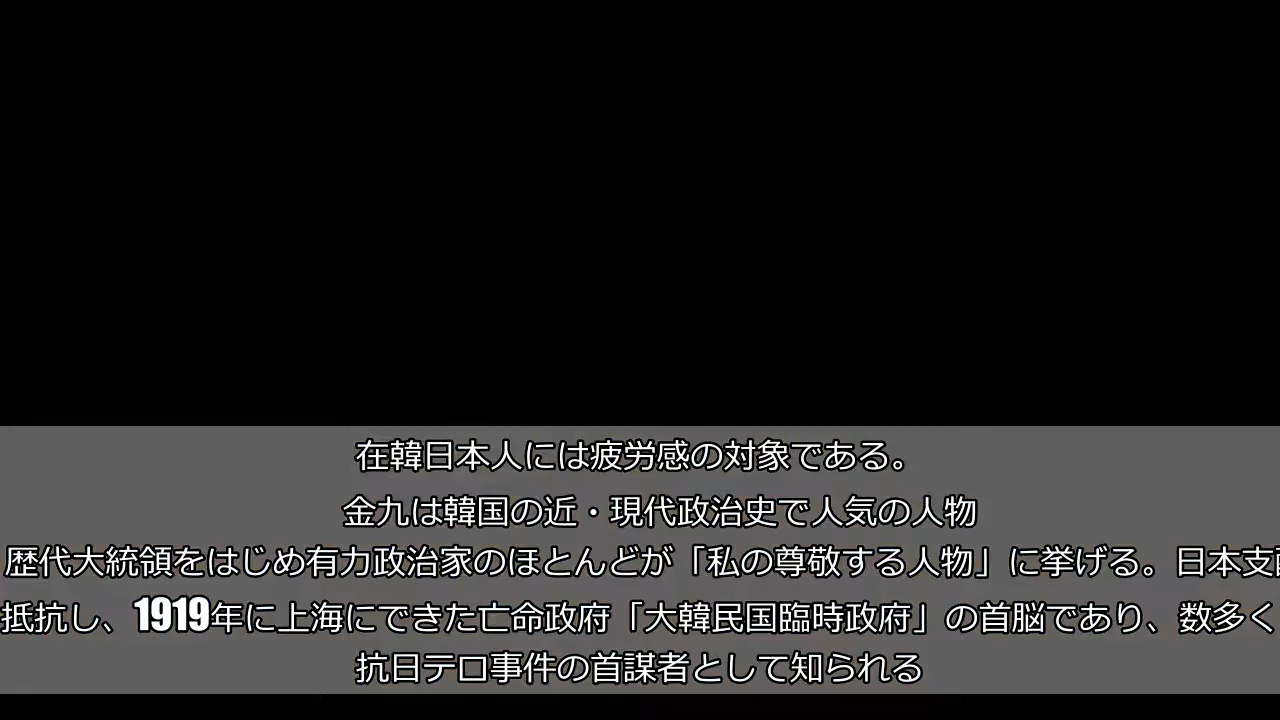 在韓日本人には疲労感の対象である。
金九は韓国の近・現代政治史で人気の人物
歴代大統領をはじめ有力政治家のほとんどが「私の尊敬する人物」に挙げる。日本支
抵抗し、1919年に上海にできた亡命政府「大韓民国臨時政府」の首脳であり、数多く
抗日テロ事件の首謀者として知られる